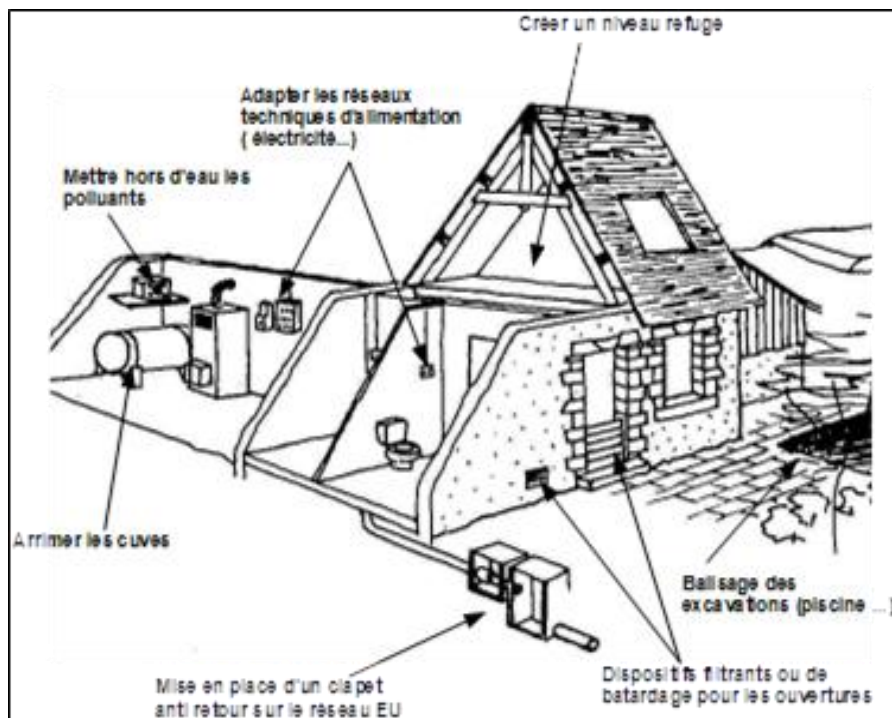 Créer un niveau refuge
Adapter les réseaux
techniques d'alimentation
( électricité...)
Mettre hors d'eau les
polluants
Arrimer les cuves
Balisage des
excavations (piscine ...)
Mise en place d'un clapet
anti retour sur le réseau EU
Dispositifs filtrants ou de
batardage pour les ouvertures